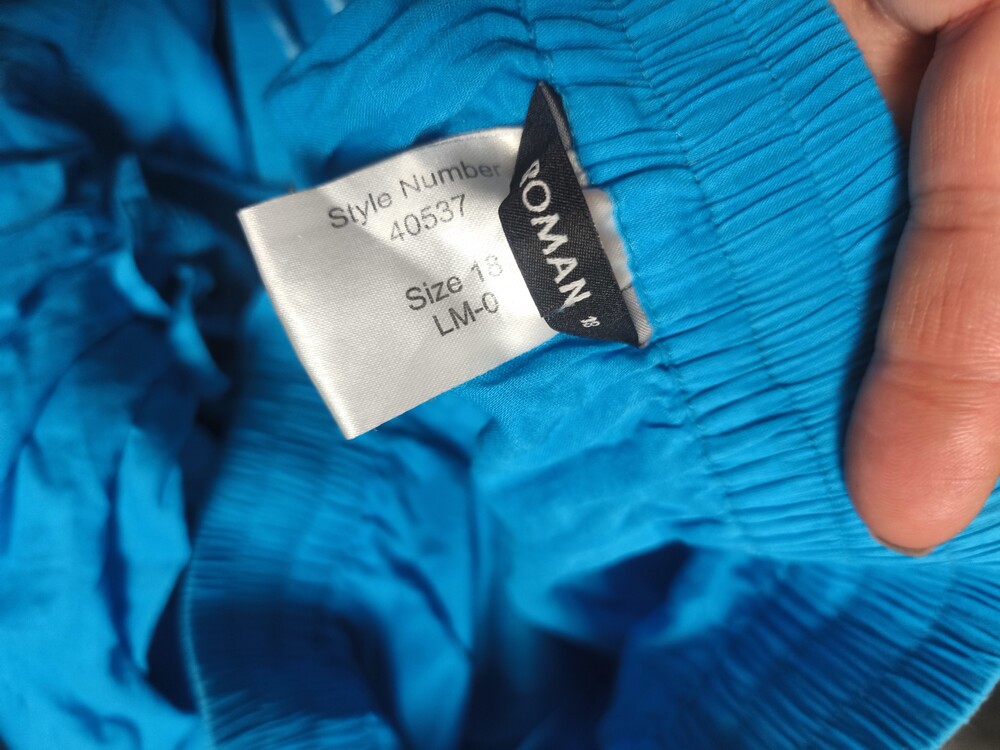 Style Number
40537
Size 18
LM-0
ROMAN
18